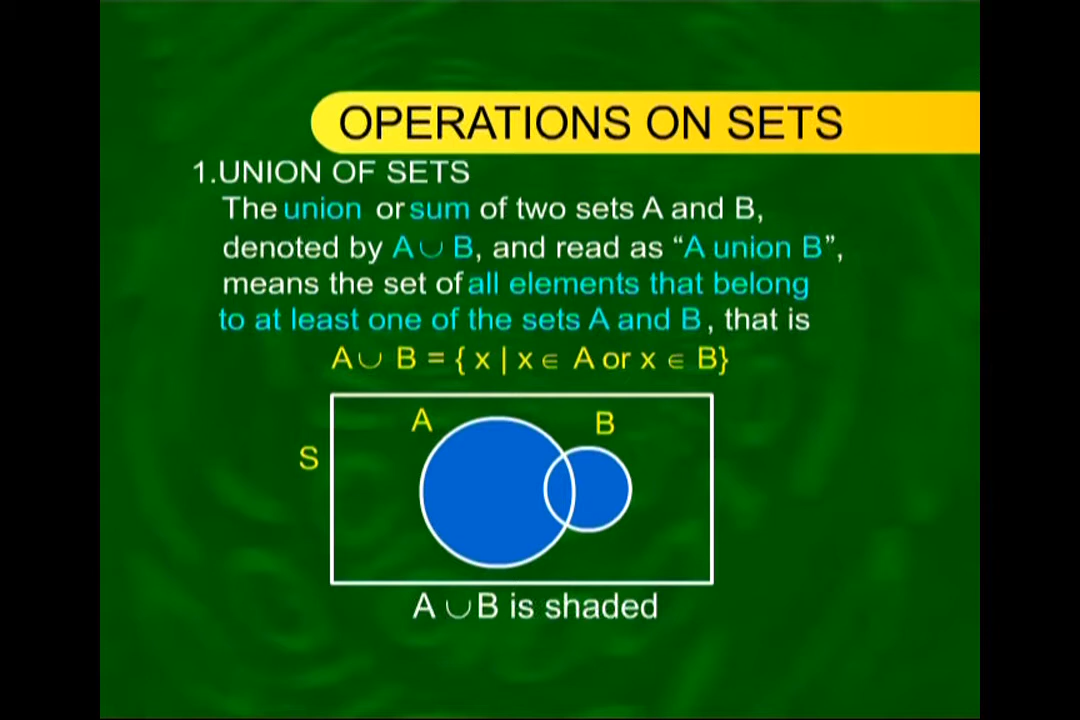 OPERATIONS ON SETS
1.UNION OF SETS
The union or sum of two sets A and B,
denoted by A ∪ B, and read as “A union B”,
means the set of all elements that belong
to at least one of the sets A and B , that is
A ∪ B = { x | x ∈ A or x ∈ B}
A
B
S
A ∪ B is shaded